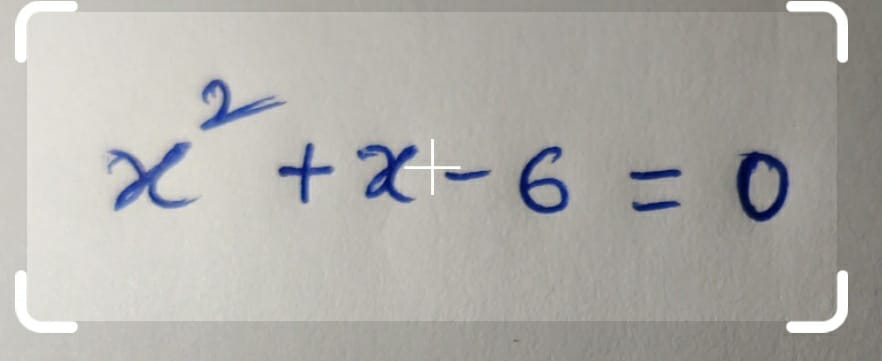 x² + x - 6 = 0